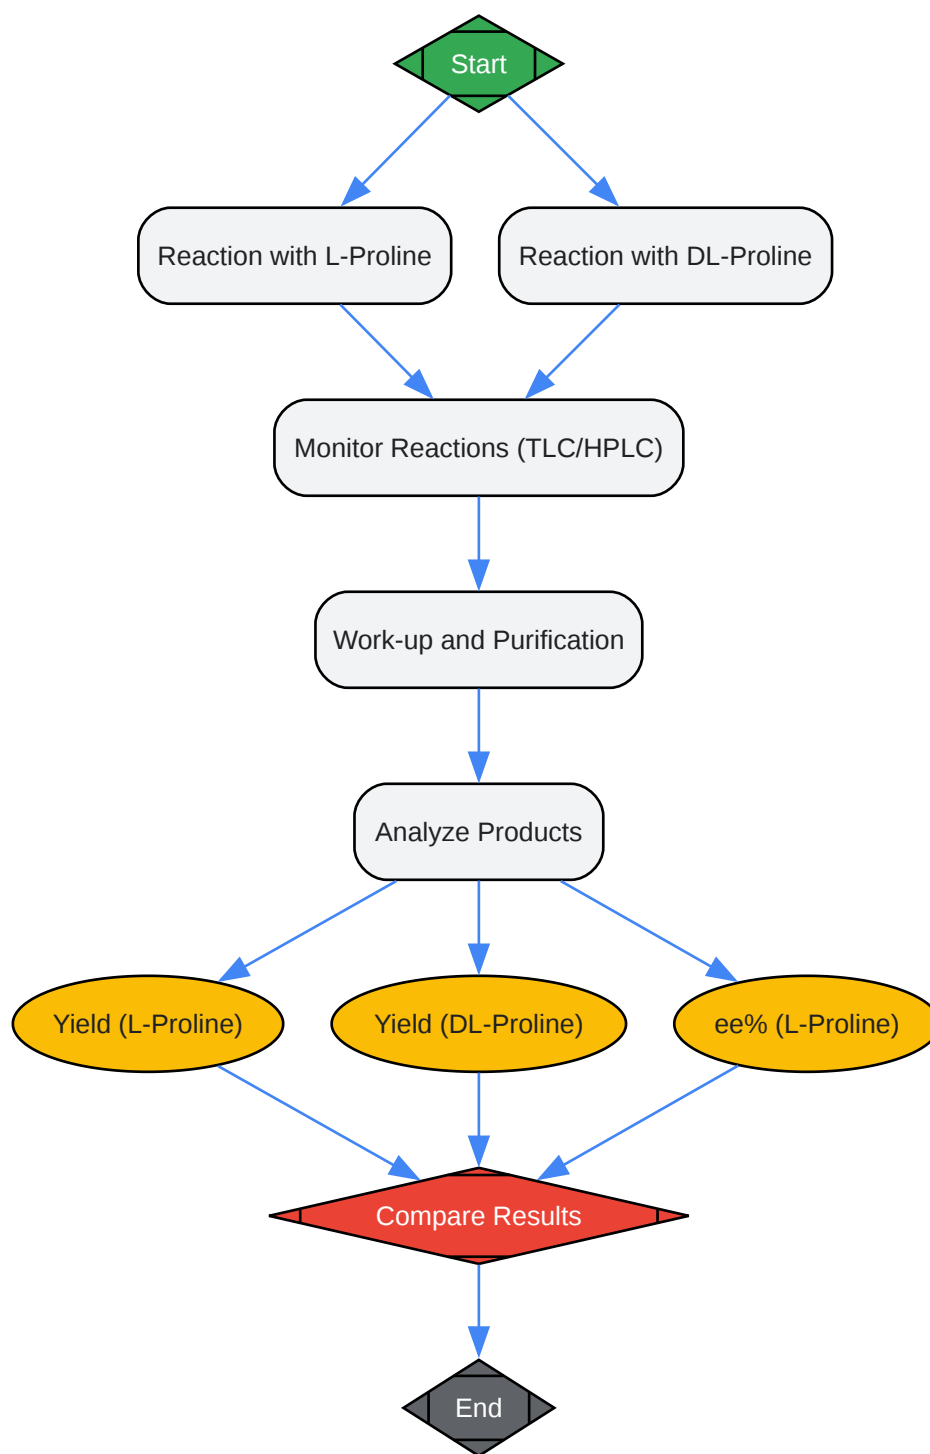 Start
Reaction with L-Proline
Reaction with DL-Proline
Monitor Reactions (TLC/HPLC)
Work-up and Purification
Analyze Products
Yield (L-Proline)
Yield (DL-Proline)
ee% (L-Proline)
Compare Results
End